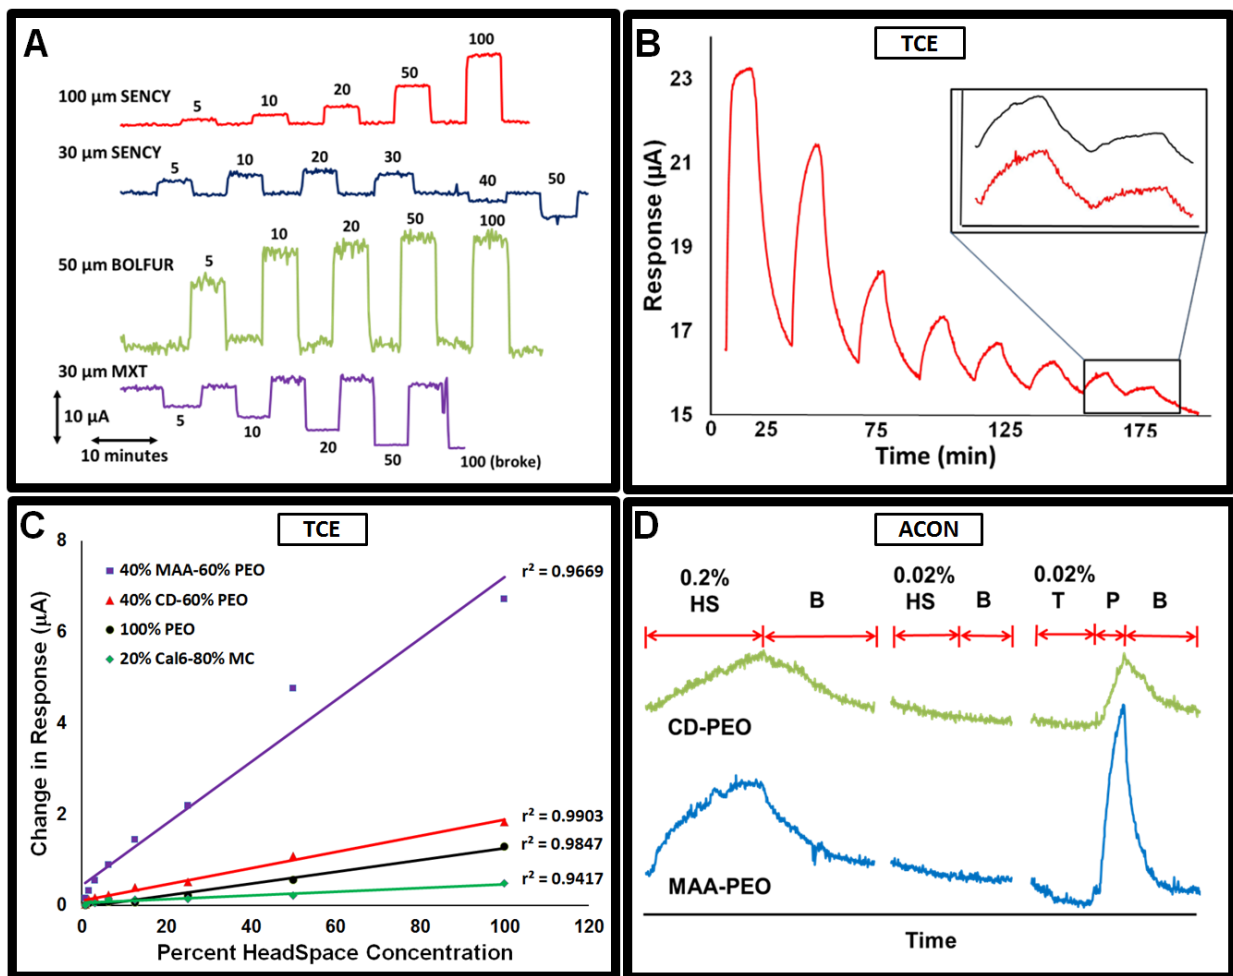 A
100 µm SENCY
5
10
20
50
100
30 µm SENCY
5
10
20
30
40
50
50 µm BOLFUR
5
10
20
50
100
30 µm MXT
10 µA
10 minutes
5
10
20
50
100 (broke)
B
TCE
Response (µA)
23
21
19
17
15
0
25
75
125
175
Time (min)
C
TCE
Change in Response (µA)
8
6
4
2
0
40% MAA-60% PEO
40% CD-60% PEO
100% PEO
20% Cal6-80% MC
r² = 0.9669
r² = 0.9903
r² = 0.9847
r² = 0.9417
0
20
40
60
80
100
120
Percent HeadSpace Concentration
D
ACON
0.2%
HS
B
0.02%
HS
B
0.02%
T
P
B
CD-PEO
MAA-PEO
Time